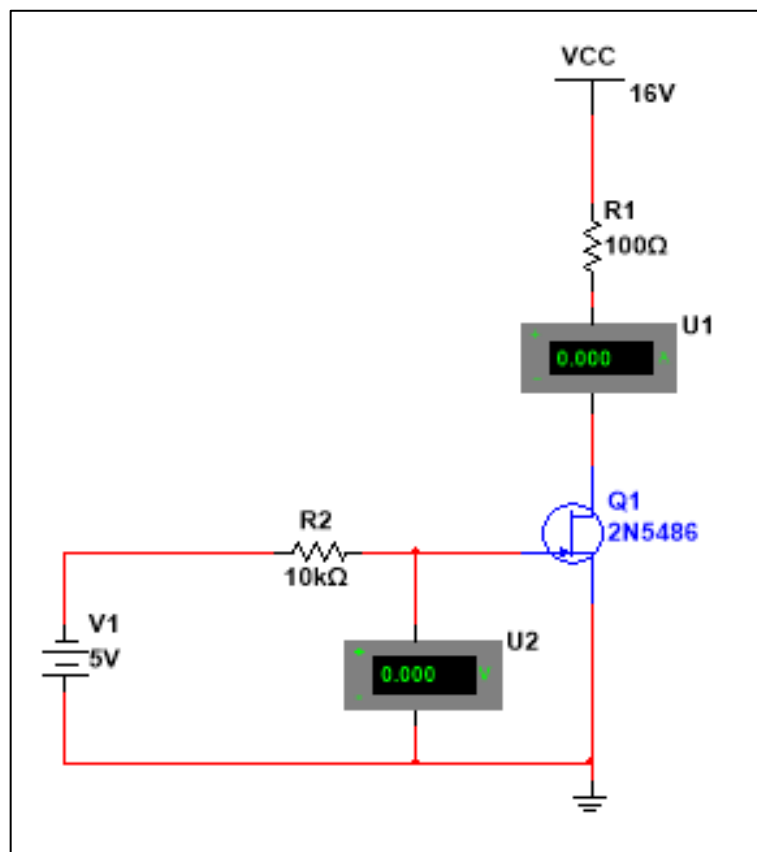 VCC
16V
R1
100Ω
U1
+
0.000 A
-
Q1
2N5486
R2
10kΩ
V1
5V
U2
+
0.000 V
-